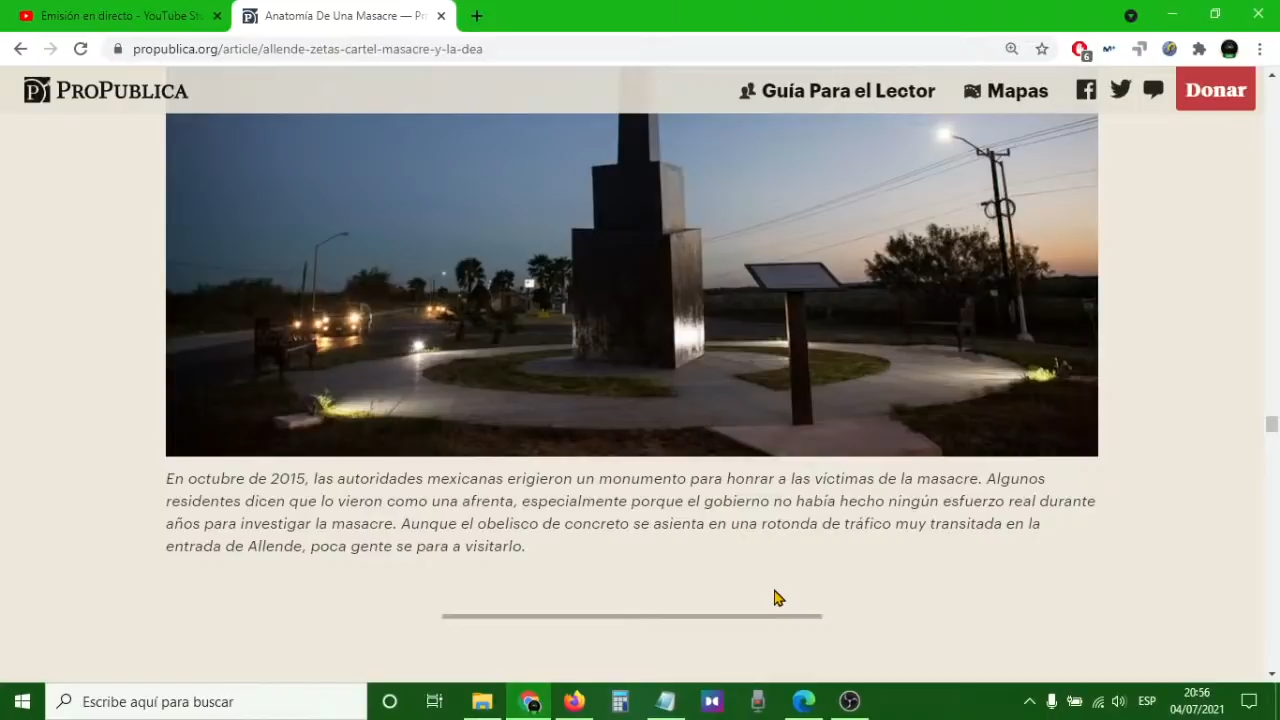 Emisión en directo - YouTube St
Anatomía De Una Masacre — Pr
propublica.org/article/allende-zetas-cartel-masacre-y-la-dea
6
PROPUBLICA
Guía Para el Lector
Mapas
Donar
En octubre de 2015, las autoridades mexicanas erigieron un monumento para honrar a las víctimas de la masacre. Algunos
residentes dicen que lo vieron como una afrenta, especialmente porque el gobierno no había hecho ningún esfuerzo real durante
años para investigar la masacre. Aunque el obelisco de concreto se asienta en una rotonda de tráfico muy transitada en la
entrada de Allende, poca gente se para a visitarlo.
Escribe aquí para buscar
ESP
20:56
04/07/2021